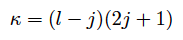 κ = (l − j)(2j + 1)